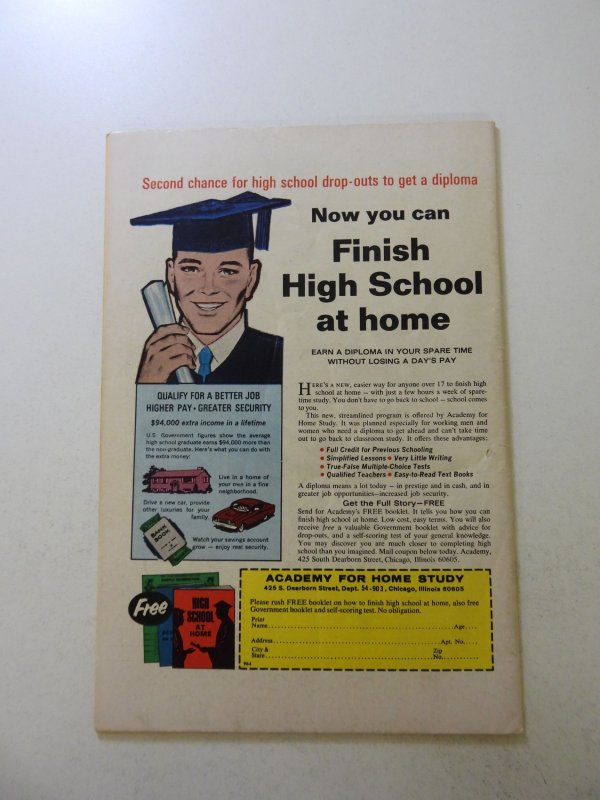 Second chance for high school drop-outs to get a diploma
Now you can
Finish
High School
at home
EARN A DIPLOMA IN YOUR SPARE TIME
WITHOUT LOSING A DAY'S PAY
HERE'S A NEW, easier way for anyone over 17 to finish high
school at home — with just a few hours a week of spare-
time study. You don't have to go back to school — school comes
to you.
This new, streamlined program is offered by Academy for
Home Study. It was planned especially for working men and
women who need a diploma to get ahead and can't take time
out to go back to classroom study. It offers these advantages:
• Full Credit for Previous Schooling
• Simplified Lessons • Very Little Writing
• True-False Multiple-Choice Tests
• Qualified Teachers • Easy-to-Read Text Books
A diploma means a lot today — in prestige and in cash, and in
greater job opportunities—increased job security.
Get the Full Story—FREE
Send for Academy's FREE booklet. It tells you how you can
finish high school at home. Low cost, easy terms. You will also
receive free a valuable Government booklet with advice for
drop-outs, and a self-scoring test of your general knowledge.
You may discover you are much closer to completing high
school than you imagined. Mail coupon below today. Academy,
425 South Dearborn Street, Chicago, Illinois 60605.
QUALIFY FOR A BETTER JOB
HIGHER PAY • GREATER SECURITY
$94,000 extra income in a lifetime
U.S. Government figures show the average
high school graduate earns $94,000 more than
the non-graduate. Here's what you can do with
the extra money:
Live in a home of
your own in a fine
neighborhood.
Drive a new car, provide
other luxuries for your
family.
BANK
BOOK
Watch your savings account
grow — enjoy real security.
Free
HIGH
SCHOOL
AT
HOME
ACADEMY FOR HOME STUDY
425 S. Dearborn Street, Dept. 54-903, Chicago, Illinois 60605
Please rush FREE booklet on how to finish high school at home, also free
Government booklet and self-scoring test. No obligation.
Print
Name Age
Address Apt. No.
City & Zip
State No.